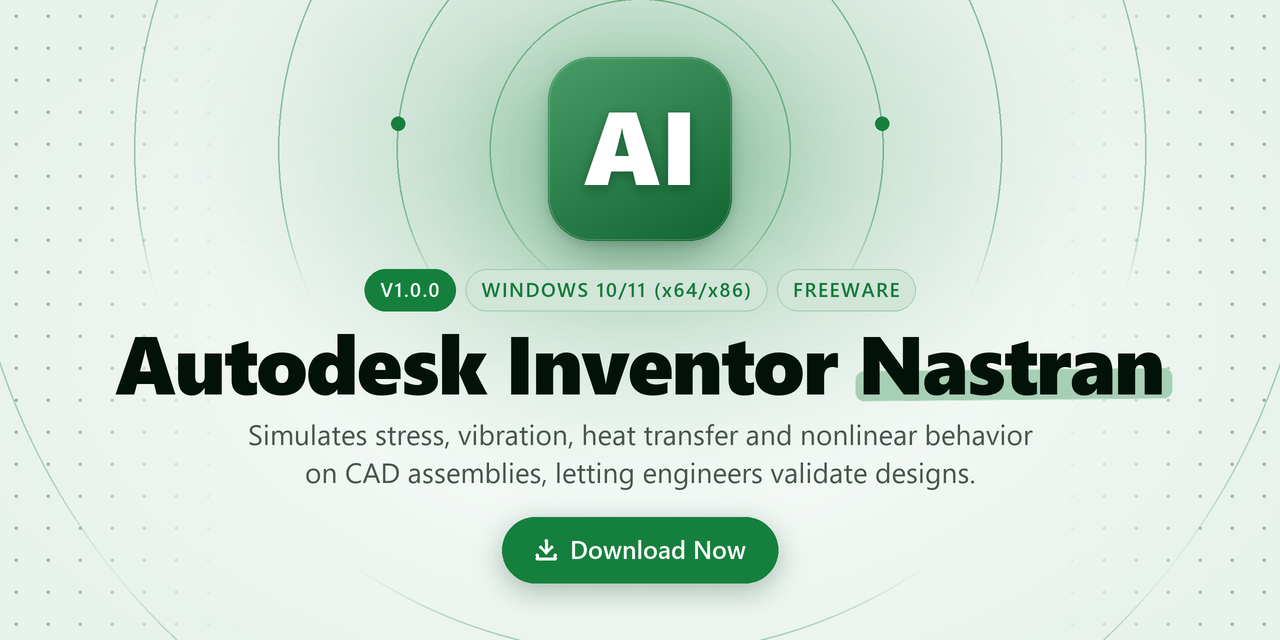 AI
V1.0.0
WINDOWS 10/11 (x64/x86)
FREEWARE
Autodesk Inventor Nastran
Simulates stress, vibration, heat transfer and nonlinear behavior
on CAD assemblies, letting engineers validate designs.
Download Now